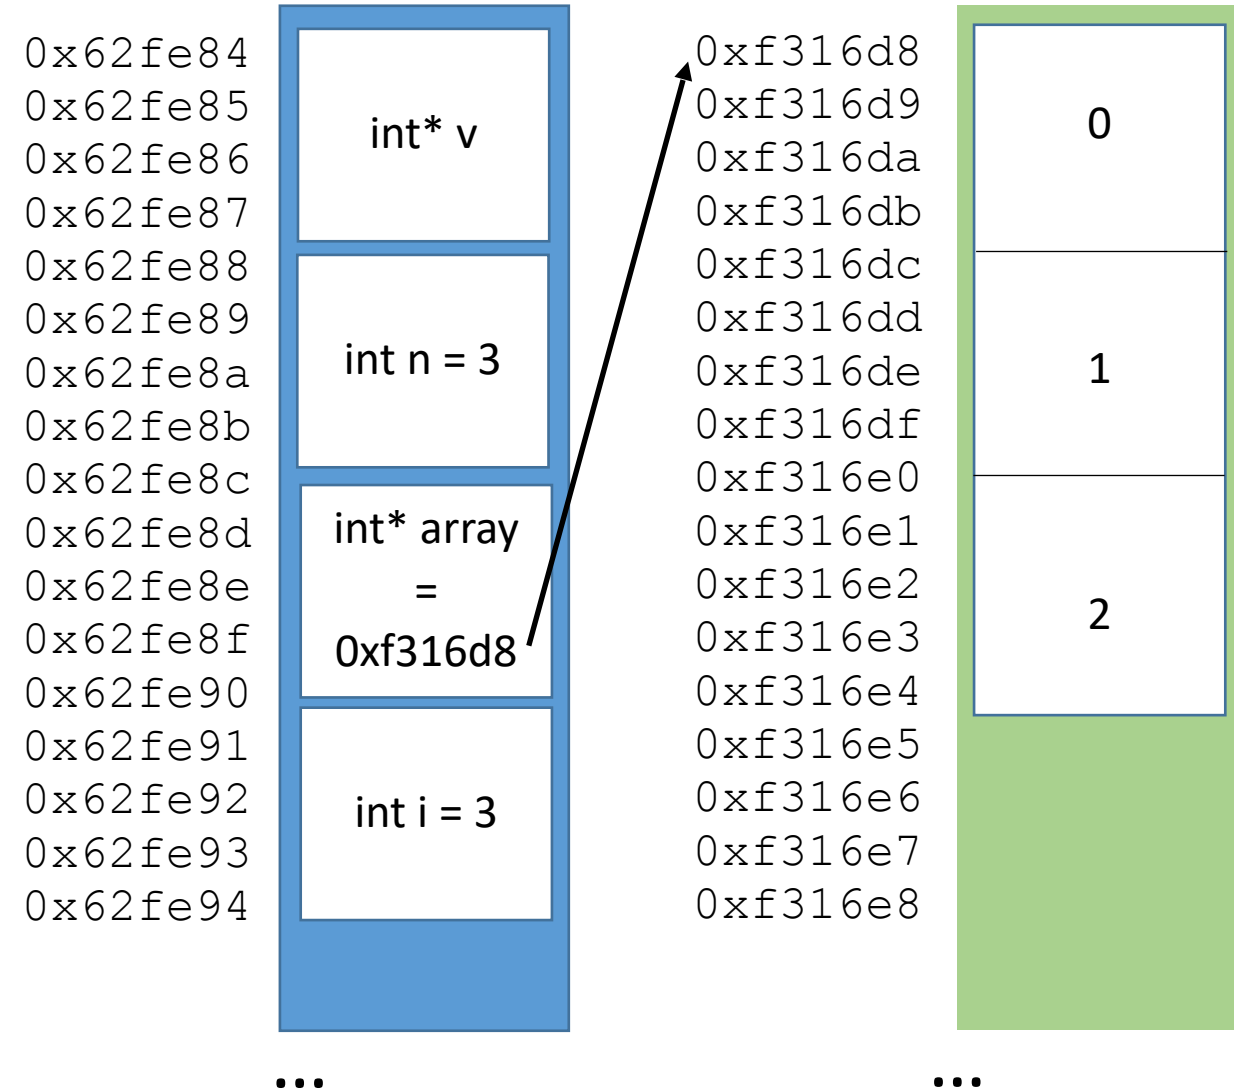 0x62fe84
0x62fe85
0x62fe86
0x62fe87
0x62fe88
0x62fe89
0x62fe8a
0x62fe8b
0x62fe8c
0x62fe8d
0x62fe8e
0x62fe8f
0x62fe90
0x62fe91
0x62fe92
0x62fe93
0x62fe94
...
int* v
int n = 3
int* array
=
0xf316d8
int i = 3
0xf316d8
0xf316d9
0xf316da
0xf316db
0xf316dc
0xf316dd
0xf316de
0xf316df
0xf316e0
0xf316e1
0xf316e2
0xf316e3
0xf316e4
0xf316e5
0xf316e6
0xf316e7
0xf316e8
...
0
1
2